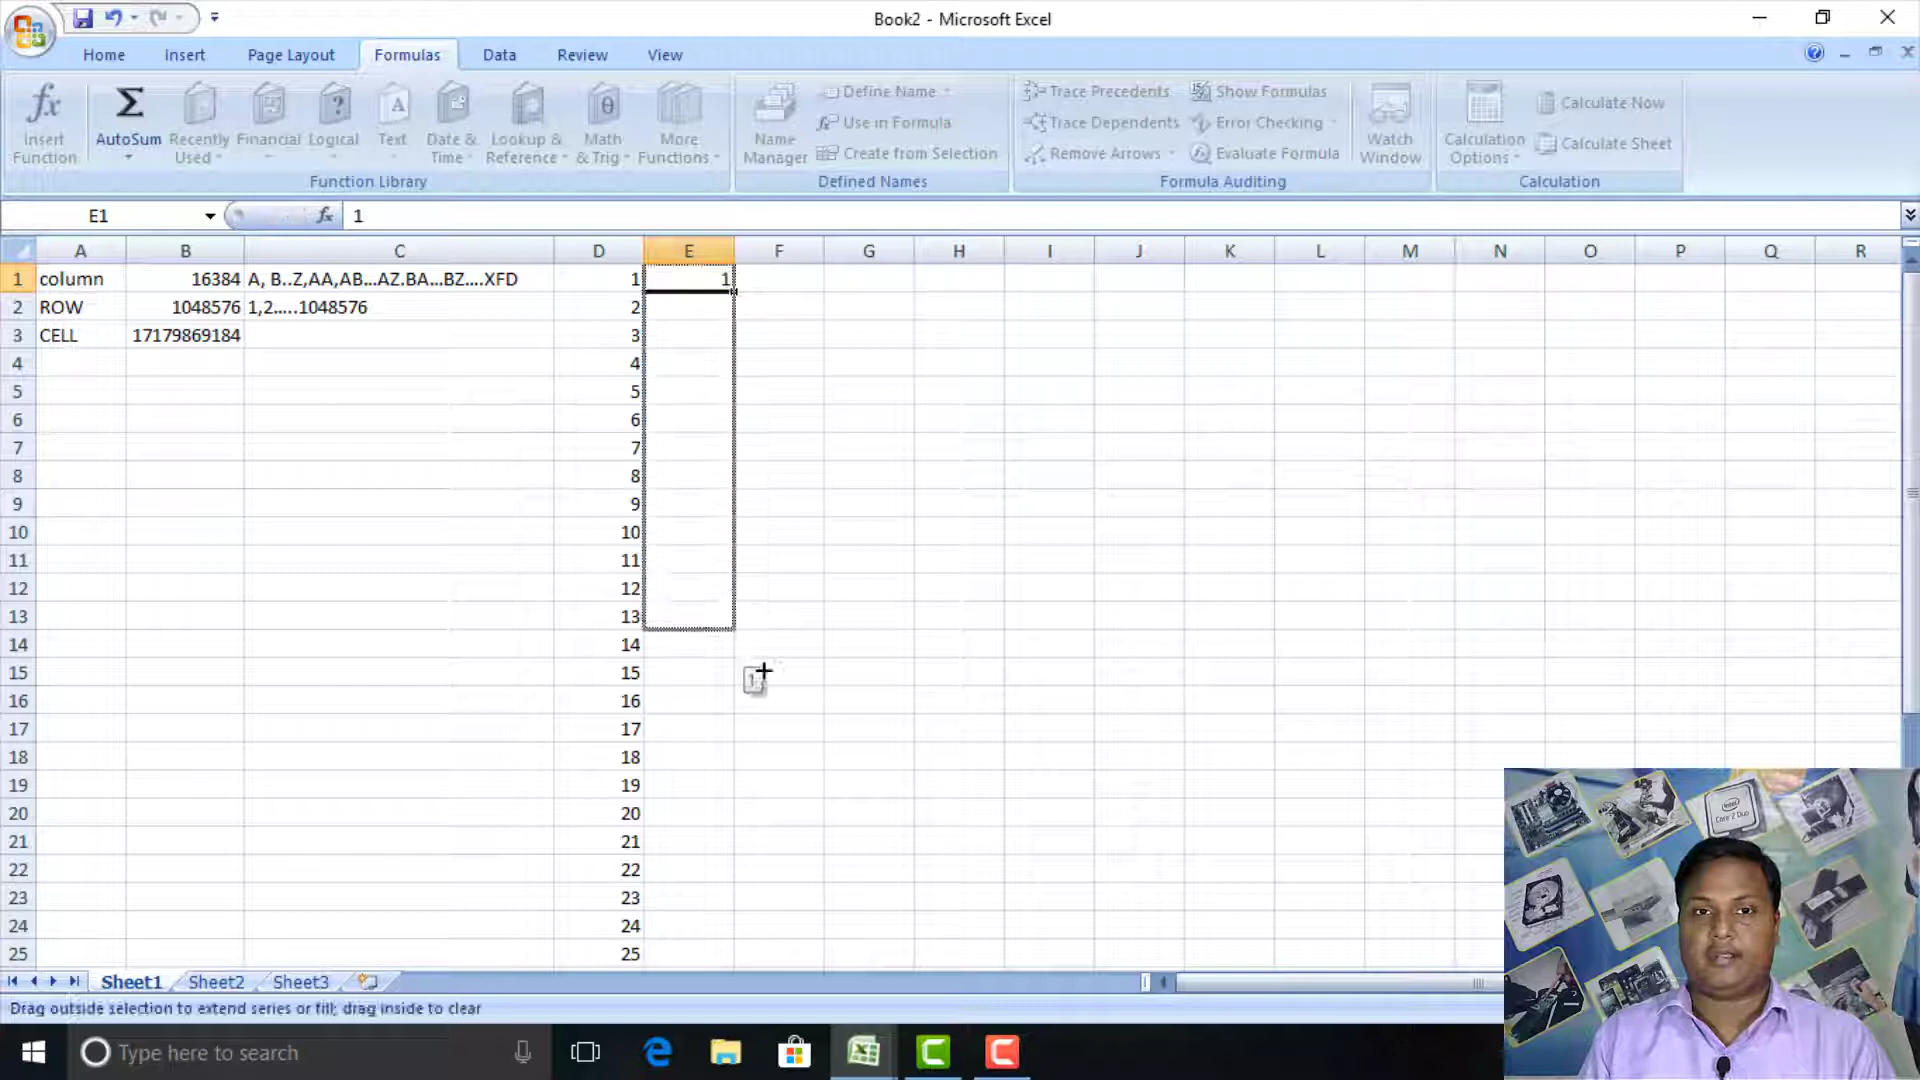 Book2 - Microsoft Excel
Home Insert Page Layout Formulas Data Review View
Insert Function
AutoSum
Recently Used
Financial
Logical
Text
Date & Time
Lookup & Reference
Math & Trig
More Functions
Function Library
Name Manager
Define Name
Use in Formula
Create from Selection
Defined Names
Trace Precedents
Trace Dependents
Remove Arrows
Show Formulas
Error Checking
Evaluate Formula
Formula Auditing
Watch Window
Calculation Options
Calculate Now
Calculate Sheet
Calculation
E1 fx 1
A B C D E F G H I J K L M N O P Q R
1 column 16384 A, B..Z,AA,AB...AZ.BA...BZ....XFD 1 1
2 ROW 1048576 1,2.....1048576 2
3 CELL 17179869184 3
4 4
5 5
6 6
7 7
8 8
9 9
10 10
11 11
12 12
13 13
14 14
15 15
16 16
17 17
18 18
19 19
20 20
21 21
22 22
23 23
24 24
25 25
Sheet1 Sheet2 Sheet3
Drag outside selection to extend series or fill; drag inside to clear
Type here to search
intel
Core 2 Duo